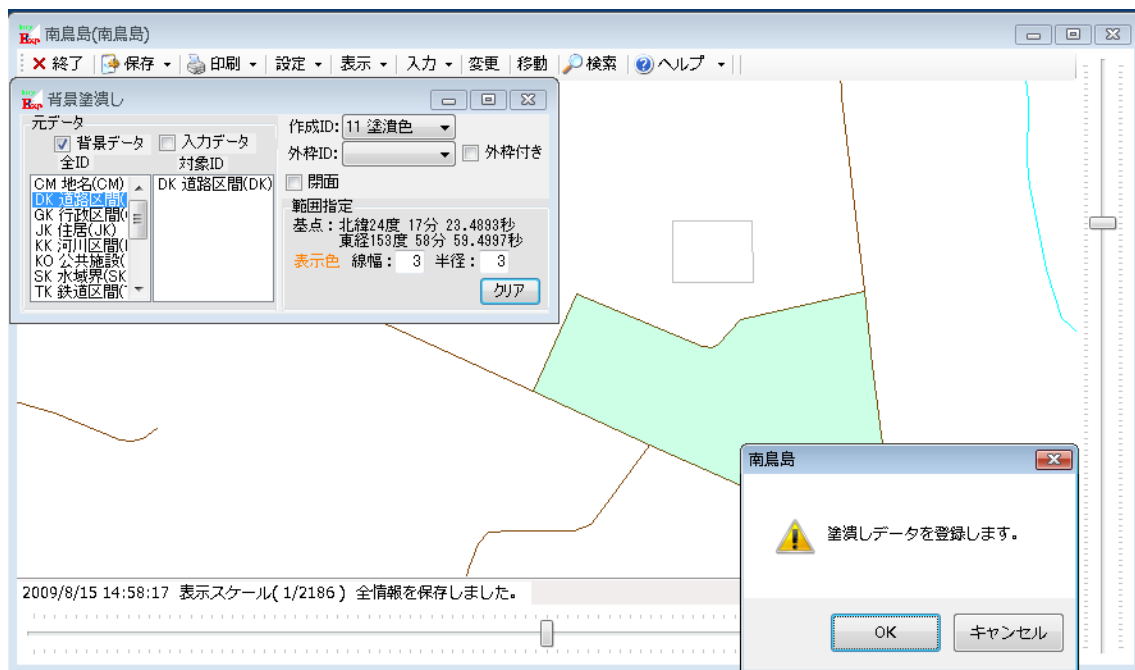 南鳥島(南鳥島)
終了 保存 印刷 設定 表示 入力 変更 移動 検索 ヘルプ
背景塗潰し
元データ
背景データ 入力データ
全ID 対象ID
CM 地名(CM)
DK 道路区間(
GK 行政区間(
JK 住居(JK)
KK 河川区間(
KO 公共施設(
SK 水域界(SK
TK 鉄道区間(
DK 道路区間(DK)
作成ID: 11 塗潰色
外枠ID: 外枠付き
閉面
範囲指定
基点：北緯24度 17分 23.4893秒
東経153度 58分 59.4997秒
表示色 線幅： 3 半径： 3
クリア
南鳥島
塗潰しデータを登録します。
OK キャンセル
2009/8/15 14:58:17 表示スケール( 1/2186 ) 全情報を保存しました。